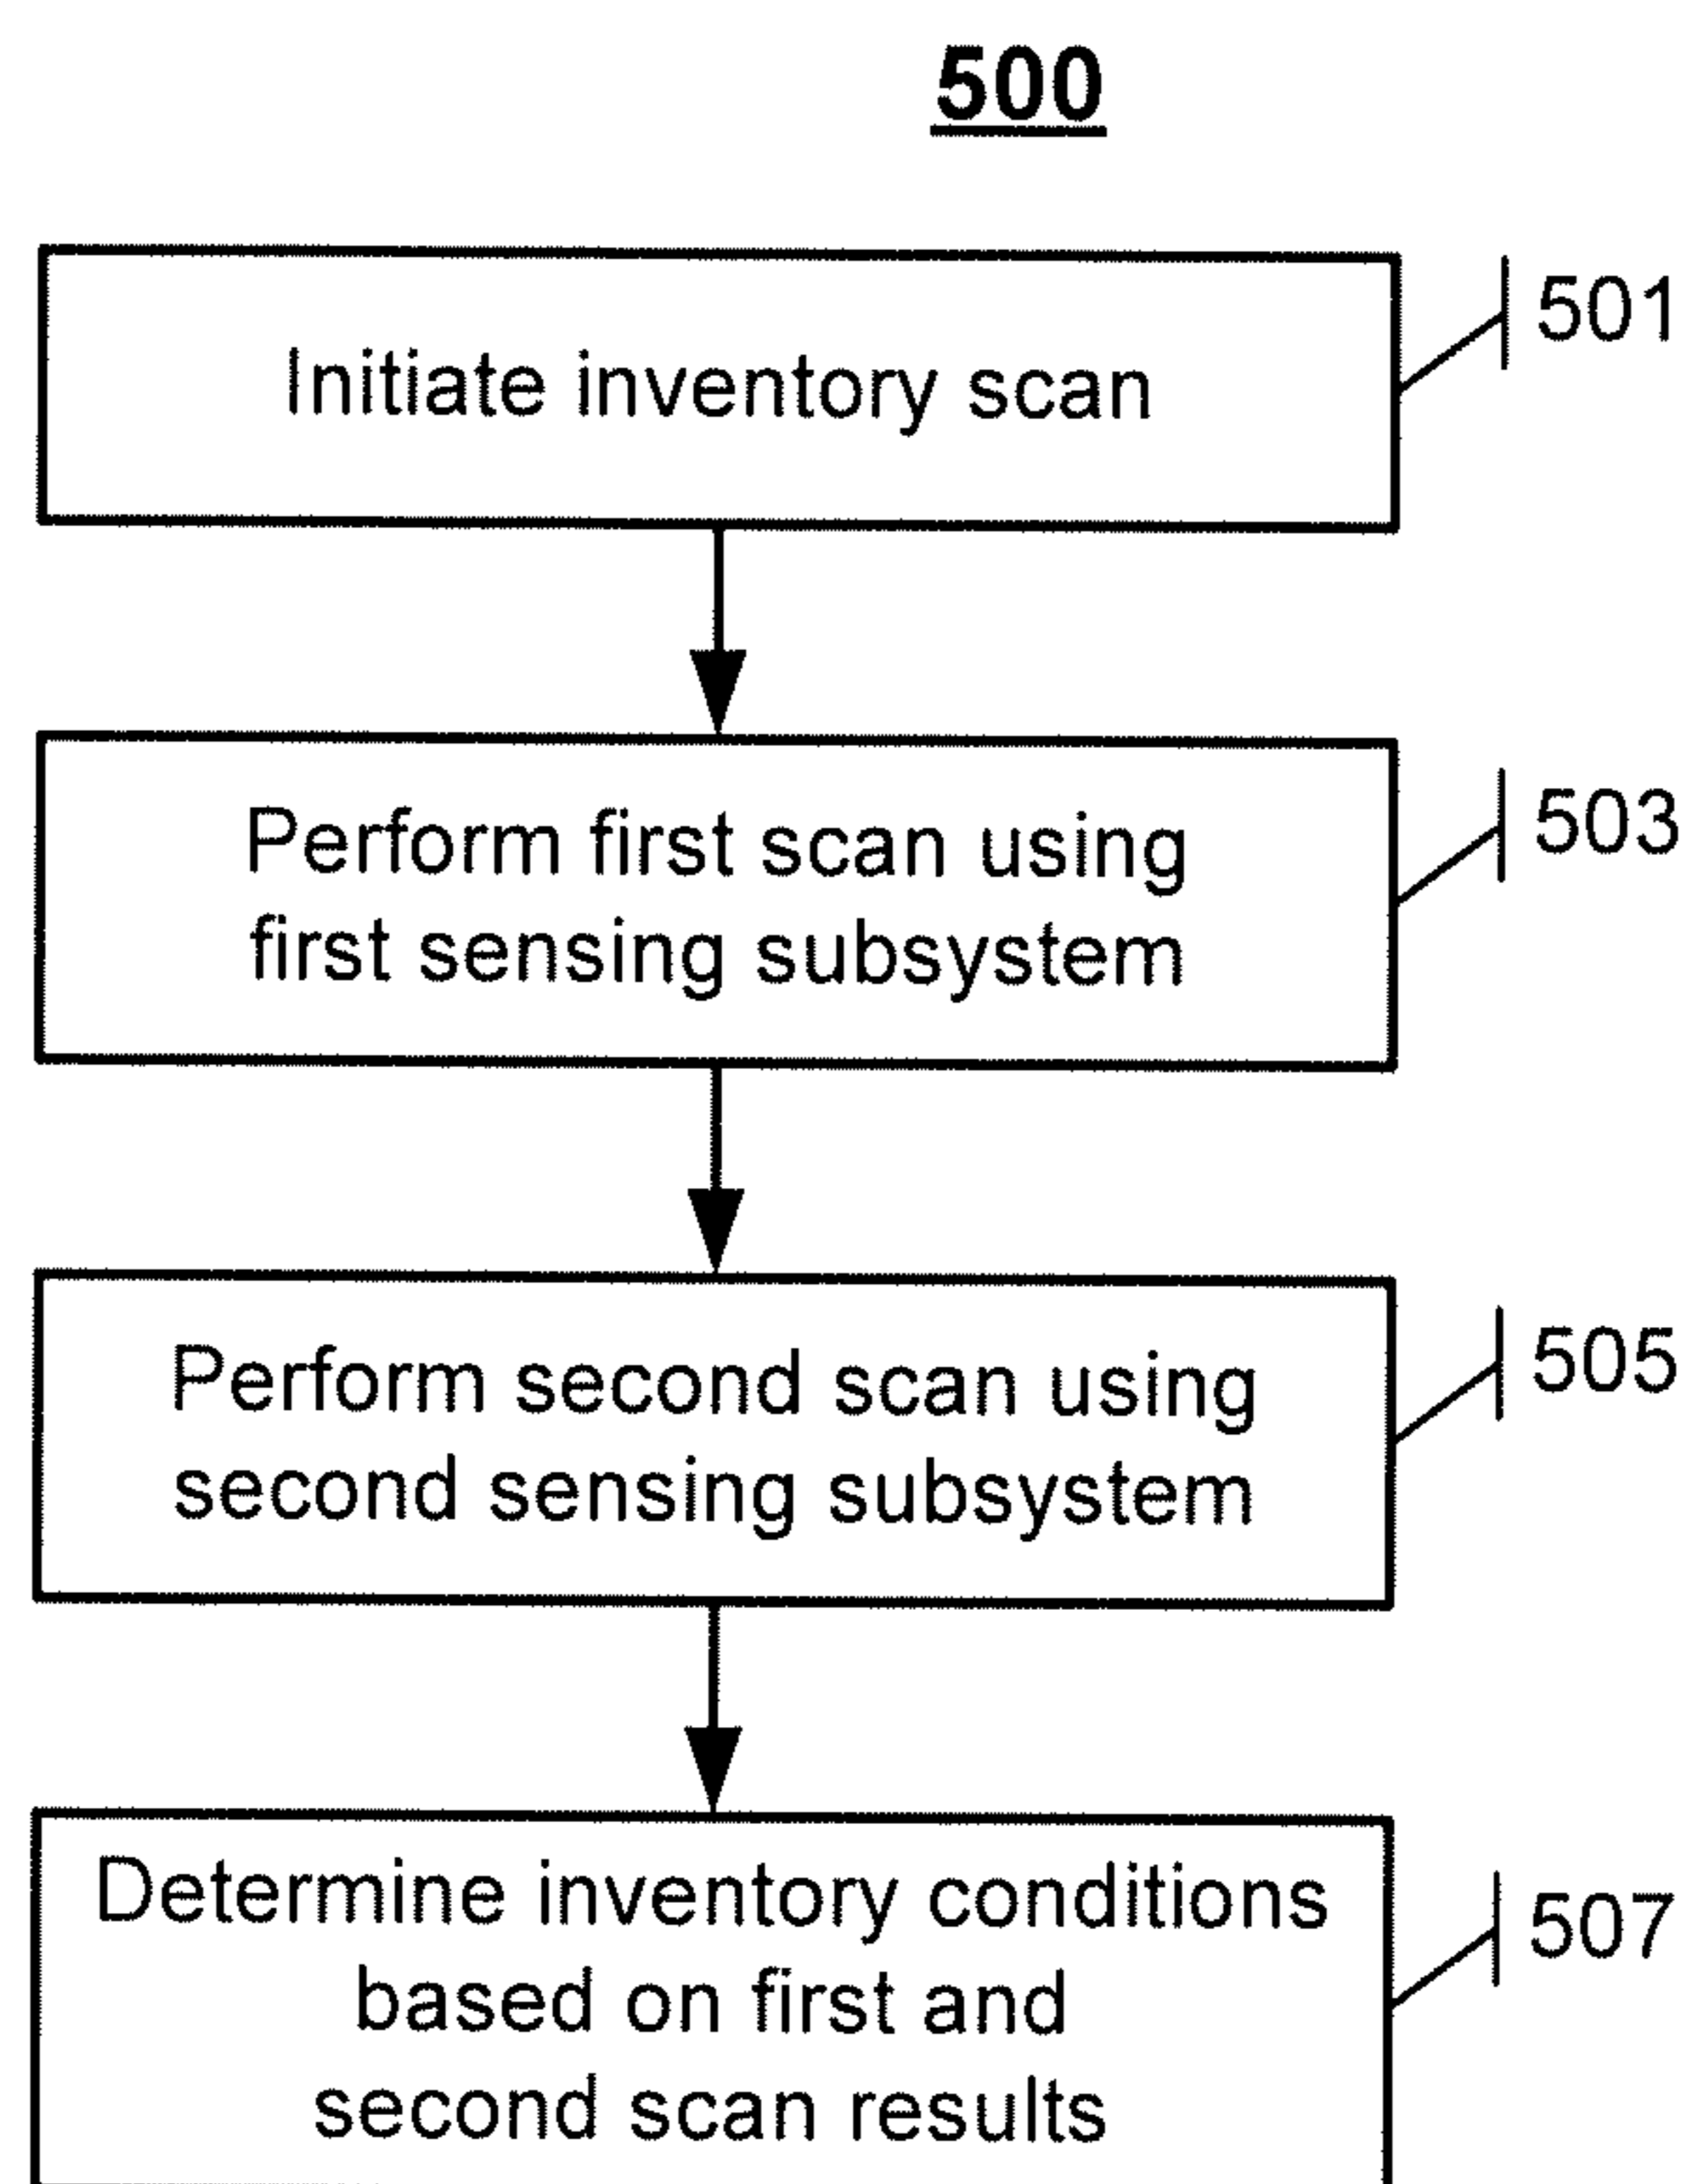 500
Initiate inventory scan
501
Perform first scan using
first sensing subsystem
503
Perform second scan using
second sensing subsystem
505
Determine inventory conditions
based on first and
second scan results
507